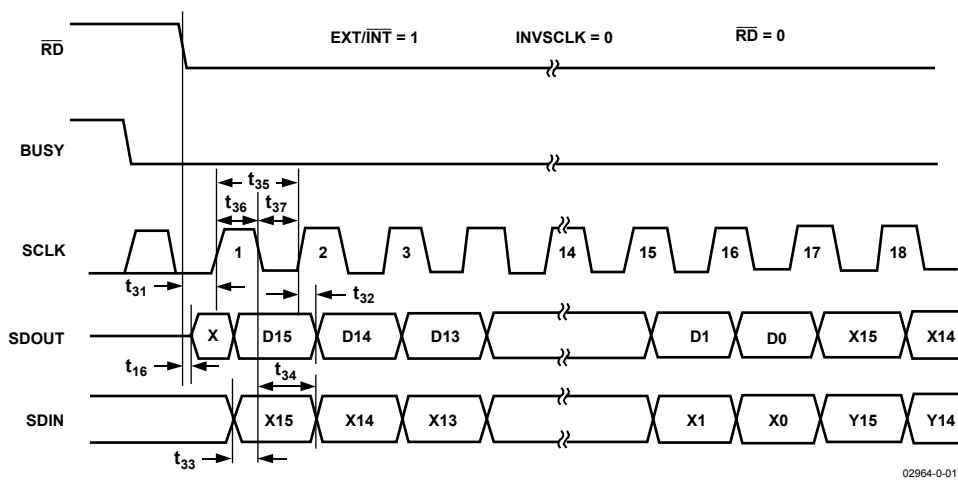 EXT/INT = 1 INVSCLK = 0 RD = 0
RD
BUSY
t35
t36 t37
SCLK 1 2 3 14 15 16 17 18
t31 t32
SDOUT X D15 D14 D13 D1 D0 X15 X14
t16 t34
SDIN X15 X14 X13 X1 X0 Y15 Y14
t33
02964-0-017